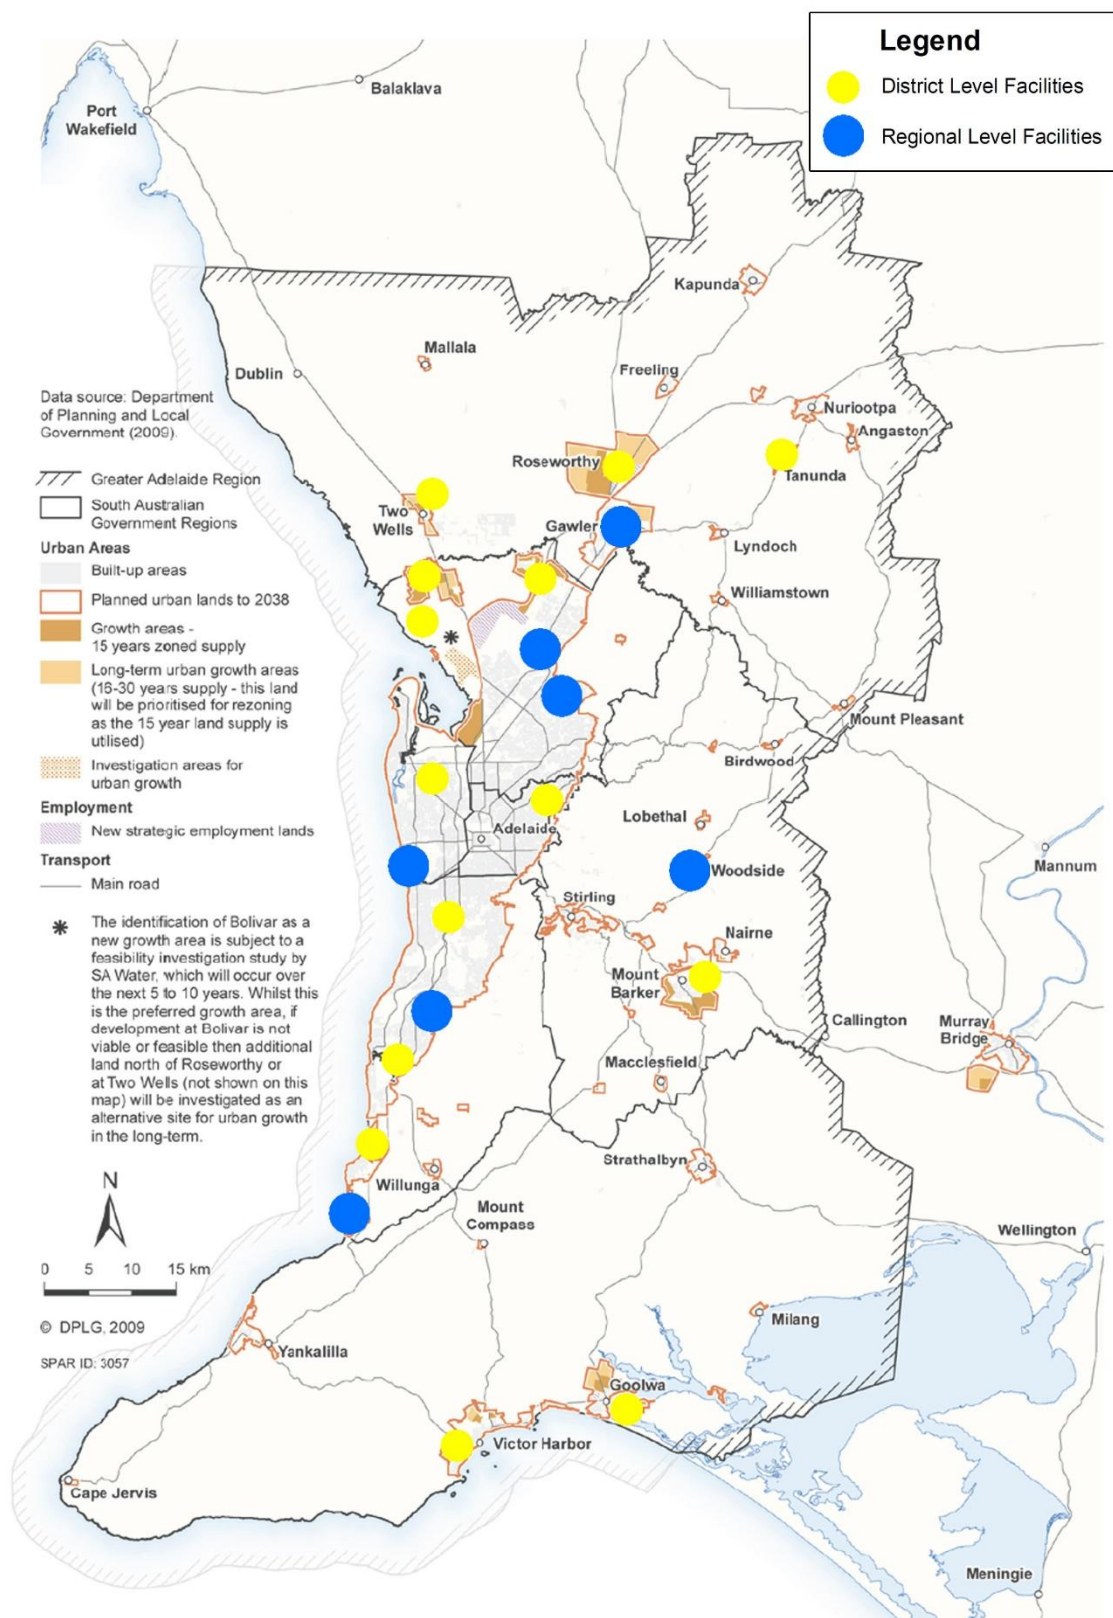 Legend
District Level Facilities
Regional Level Facilities
Balaklava
Port
Wakefield
Kapunda
Mallala
Dublin
Freeling
Nuriootpa
Angaston
Roseworthy
Tanunda
Two
Wells
Gawler
Lyndoch
Williamstown
Mount Pleasant
Birdwood
Lobethal
Adelaide
Mannum
Woodside
Stirling
Nairne
Mount
Barker
Callington
Murray
Bridge
Macclesfield
Strathalbyn
Willunga
Mount
Compass
Wellington
Milang
Yankalilla
Goolwa
Victor Harbor
Cape Jervis
Meningie
Data source: Department
of Planning and Local
Government (2009).
Greater Adelaide Region
South Australian
Government Regions
Urban Areas
Built-up areas
Planned urban lands to 2038
Growth areas -
15 years zoned supply
Long-term urban growth areas
(16-30 years supply - this land
will be prioritised for rezoning
as the 15 year land supply is
utilised)
Investigation areas for
urban growth
Employment
New strategic employment lands
Transport
Main road
* The identification of Bolivar as a
new growth area is subject to a
feasibility investigation study by
SA Water, which will occur over
the next 5 to 10 years. Whilst this
is the preferred growth area, if
development at Bolivar is not
viable or feasible then additional
land north of Roseworthy or
at Two Wells (not shown on this
map) will be investigated as an
alternative site for urban growth
in the long-term.
N
0 5 10 15 km
© DPLG, 2009
SPAR ID: 3057